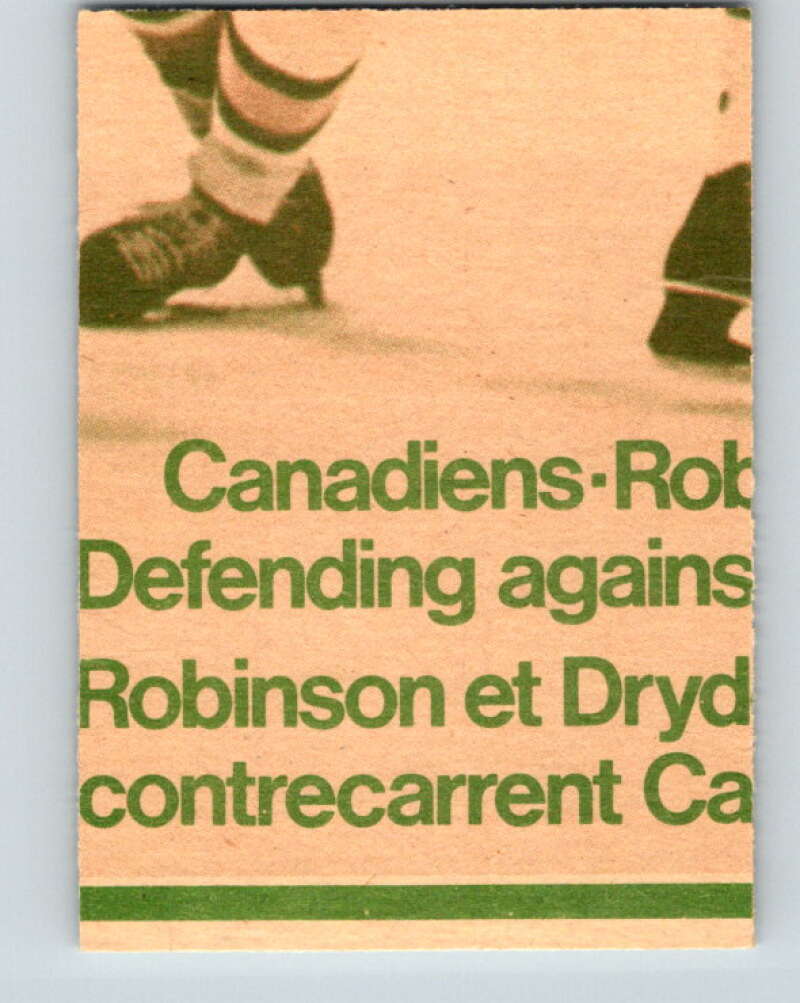 Canadiens·Rob
Defending agains
Robinson et Dryd
contrecarrent Ca